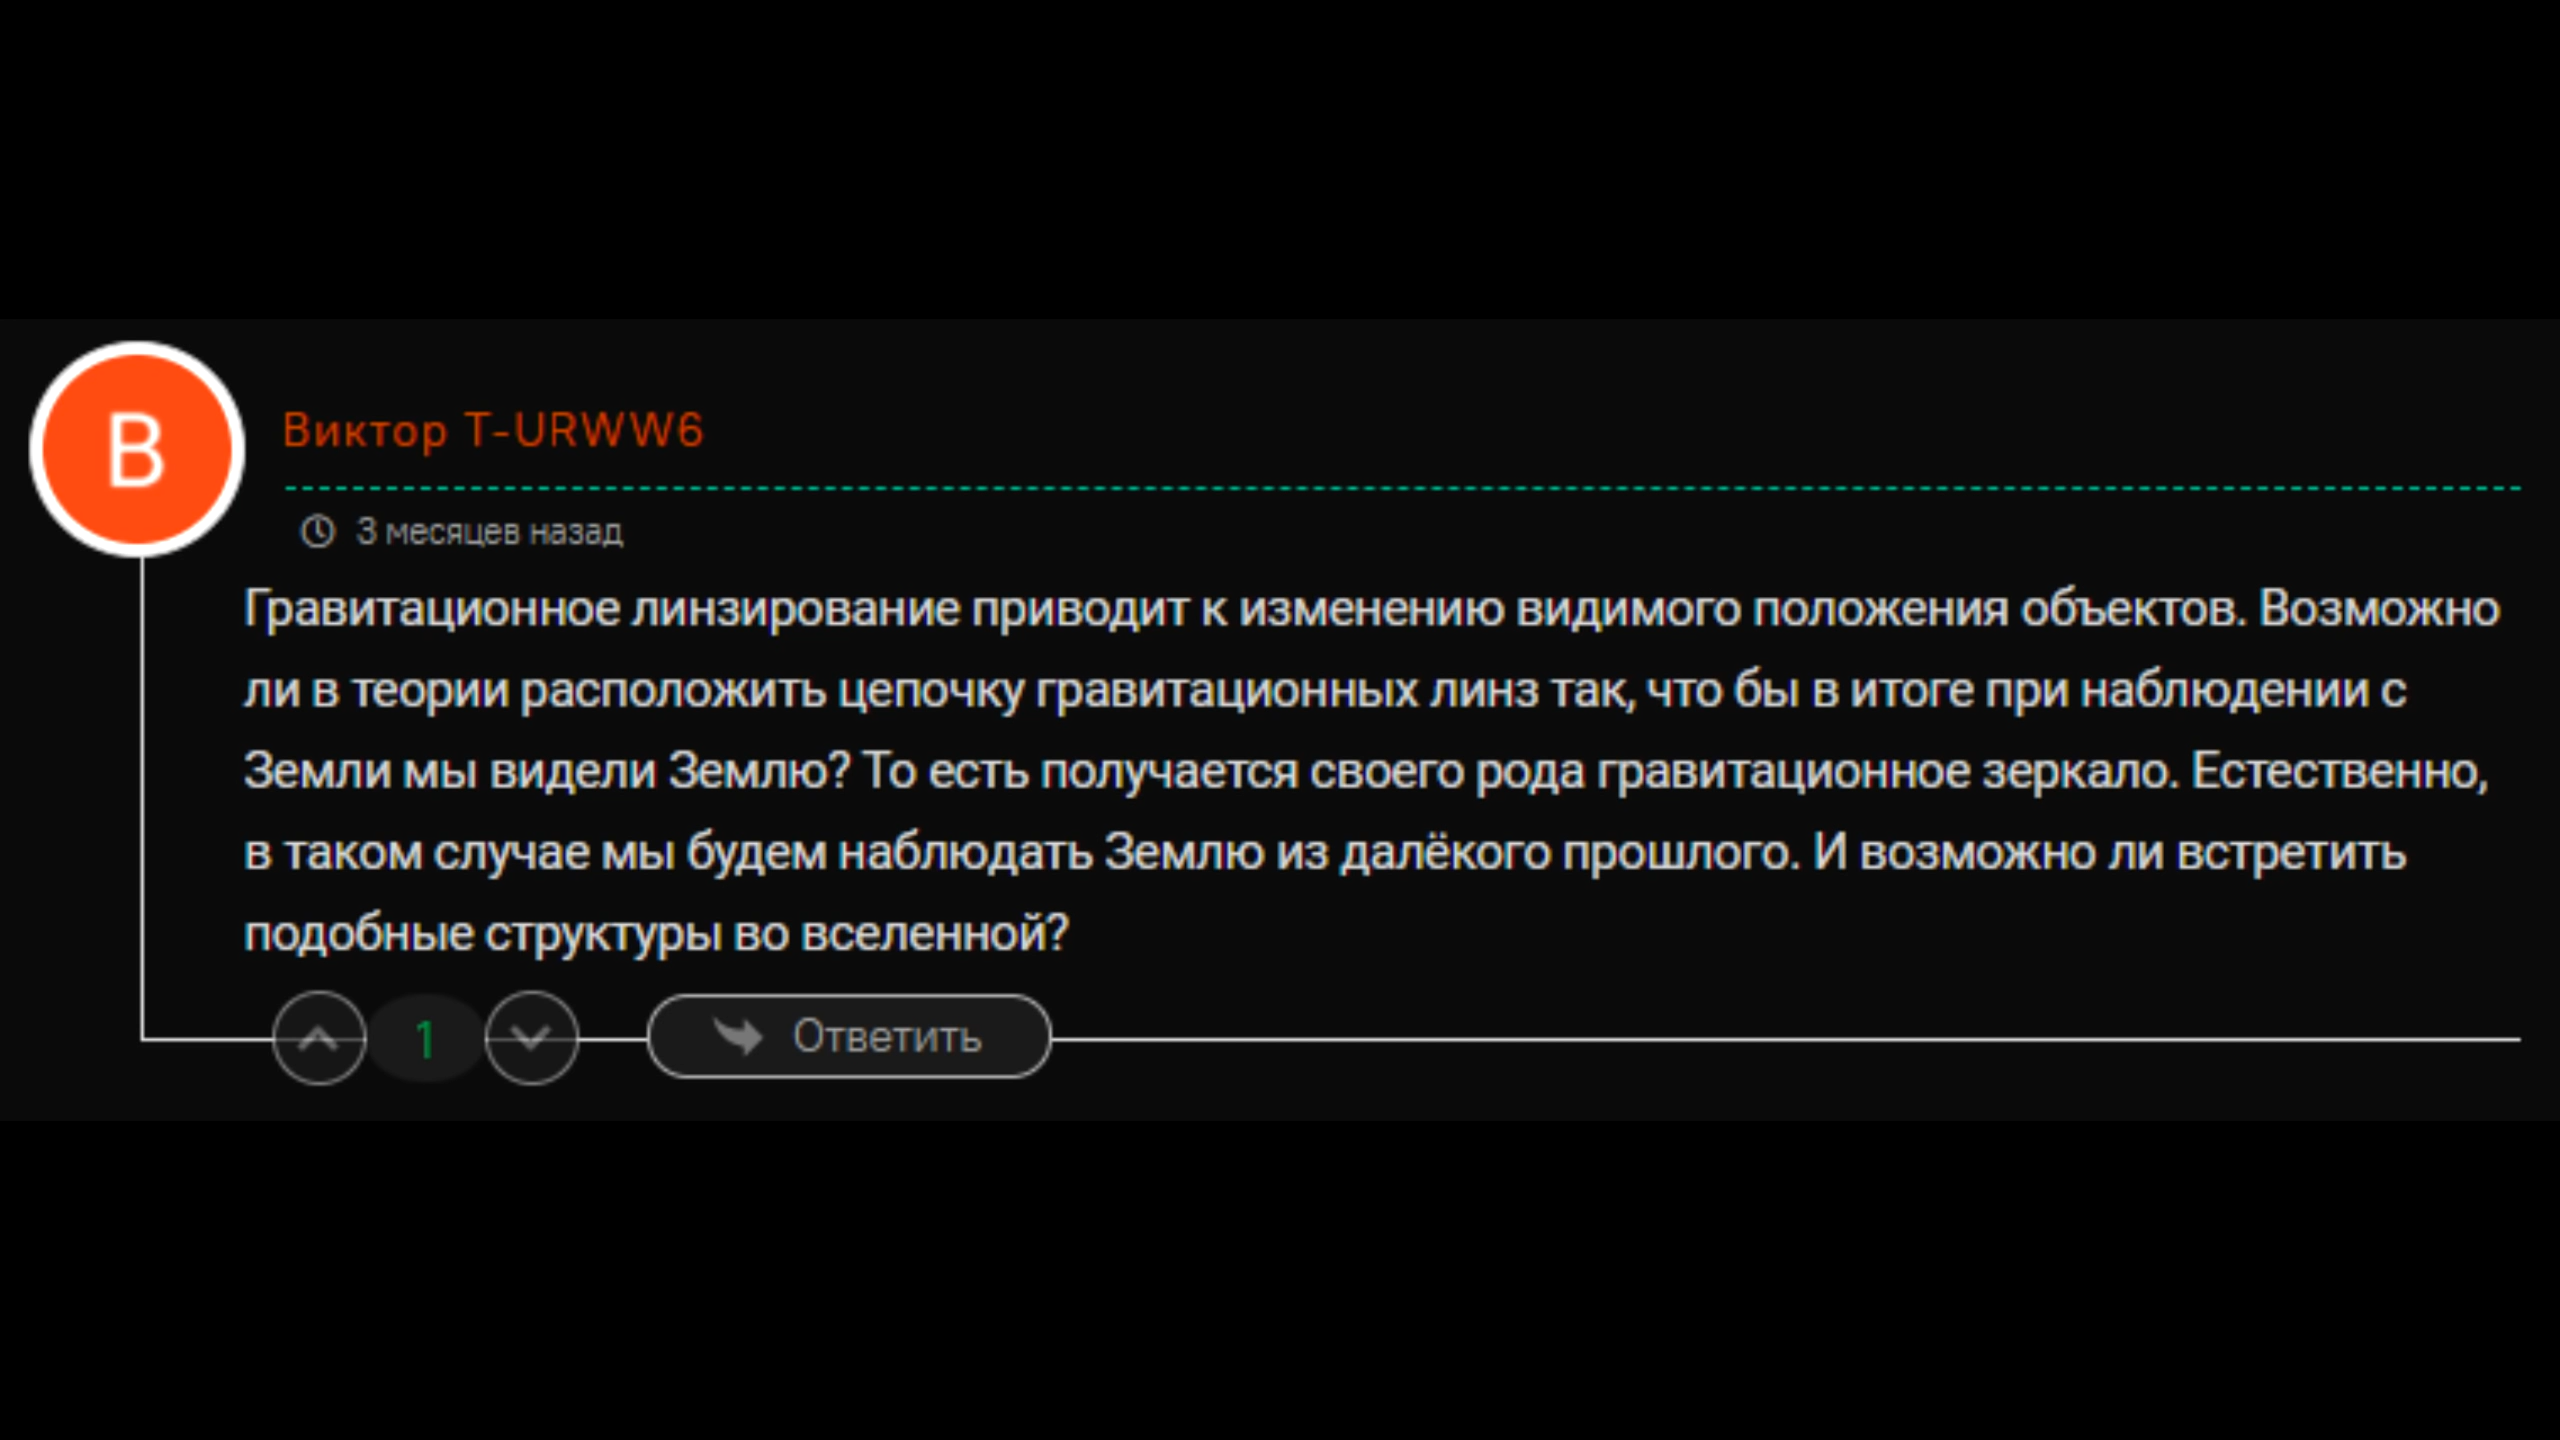 В
Виктор T-URWW6
3 месяцев назад
Гравитационное линзирование приводит к изменению видимого положения объектов. Возможно
ли в теории расположить цепочку гравитационных линз так, что бы в итоге при наблюдении с
Земли мы видели Землю? То есть получается своего рода гравитационное зеркало. Естественно,
в таком случае мы будем наблюдать Землю из далёкого прошлого. И возможно ли встретить
подобные структуры во вселенной?
1 Ответить